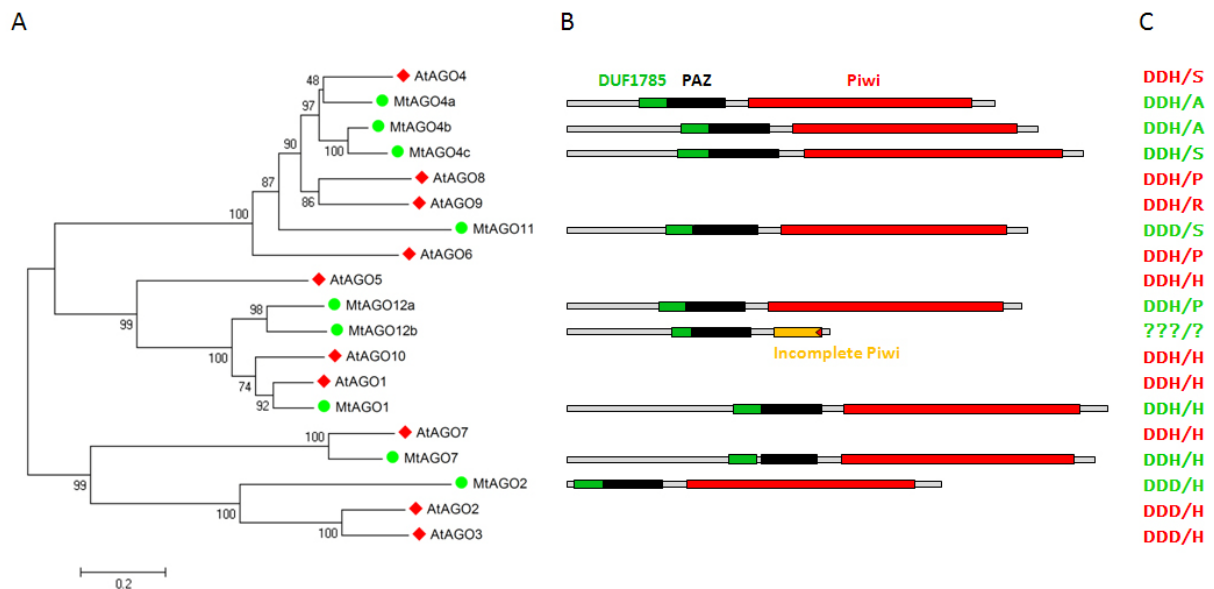 A
B
C
DUF1785 PAZ Piwi
48 AtAGO4 DDH/S
97 MtAGO4a DDH/A
MtAGO4b DDH/A
90 100 MtAGO4c DDH/S
87 AtAGO8 DDH/P
86 AtAGO9 DDH/R
100 MtAGO11 DDD/S
AtAGO6 DDH/P
AtAGO5 DDH/H
98 MtAGO12a DDH/P
99 MtAGO12b ???/?
Incomplete Piwi
100 AtAGO10 DDH/H
74 AtAGO1 DDH/H
92 MtAGO1 DDH/H
100 AtAGO7 DDH/H
MtAGO7 DDH/H
99 MtAGO2 DDD/H
100 AtAGO2 DDD/H
100 AtAGO3 DDD/H
0.2